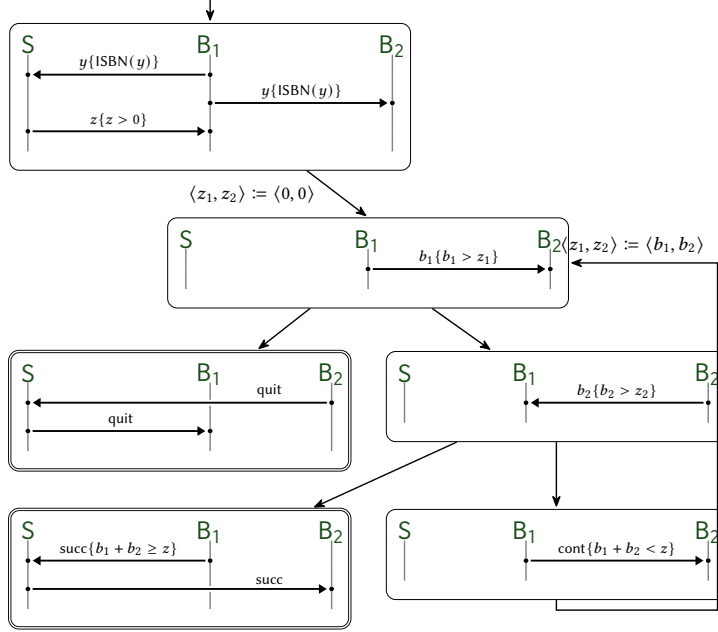 S B₁ B₂
y{ISBN(y)}
y{ISBN(y)}
z{z > 0}
⟨z₁, z₂⟩ := ⟨0, 0⟩
S B₁ B₂
⟨z₁, z₂⟩ := ⟨b₁, b₂⟩
b₁{b₁ > z₁}
S B₁ B₂
quit
quit
S B₁ B₂
b₂{b₂ > z₂}
S B₁ B₂
succ{b₁ + b₂ ≥ z}
succ
S B₁ B₂
cont{b₁ + b₂ < z}